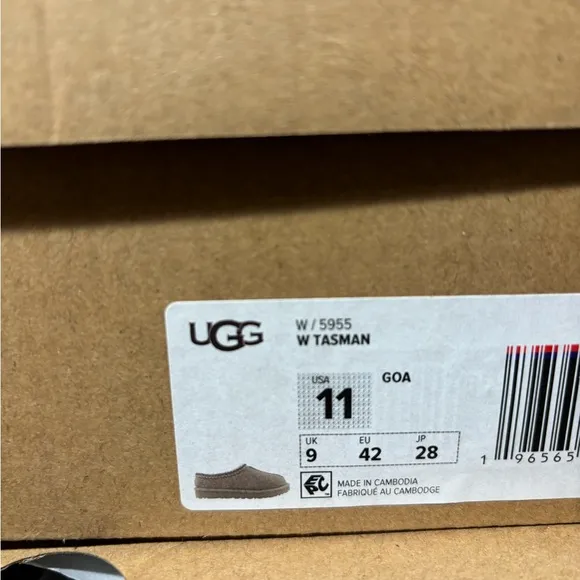 UGG
W / 5955
W TASMAN
USA
11
GOA
UK EU JP
9 42 28
MADE IN CAMBODIA
FABRIQUÉ AU CAMBODGE
1 96565